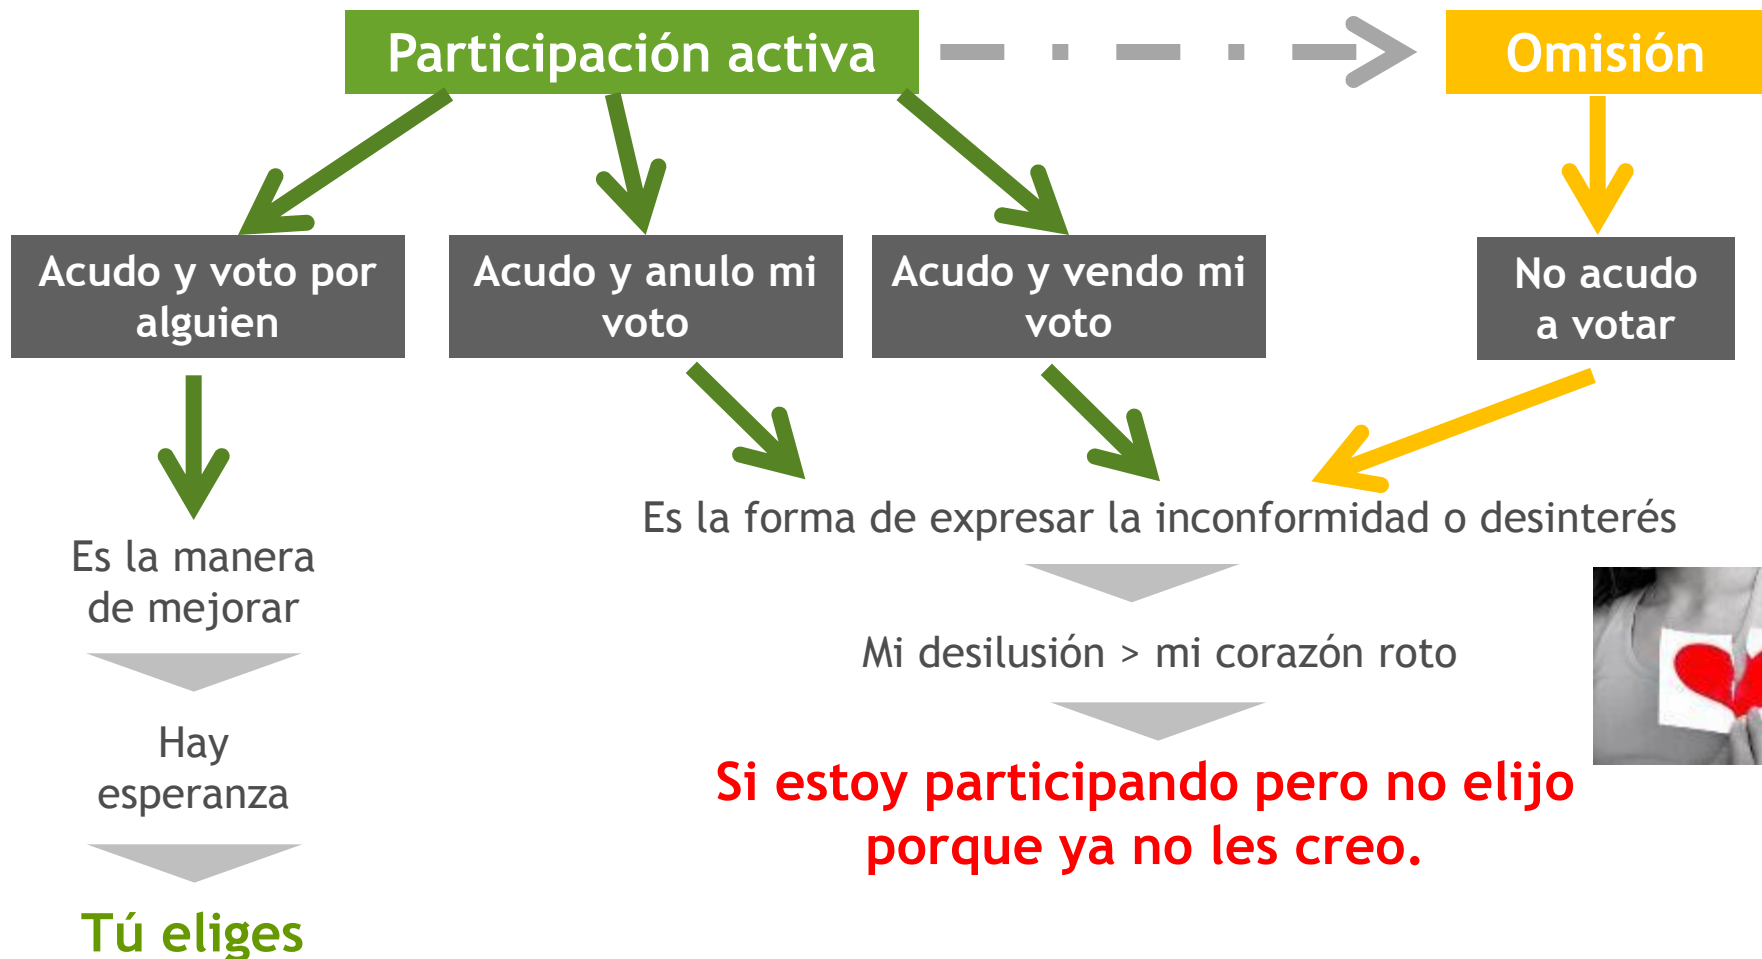 Participación activa
Omisión
Acudo y voto por
alguien
Acudo y anulo mi
voto
Acudo y vendo mi
voto
No acudo
a votar
Es la manera
de mejorar
Hay
esperanza
Tú eliges
Es la forma de expresar la inconformidad o desinterés
Mi desilusión > mi corazón roto
Si estoy participando pero no elijo
porque ya no les creo.